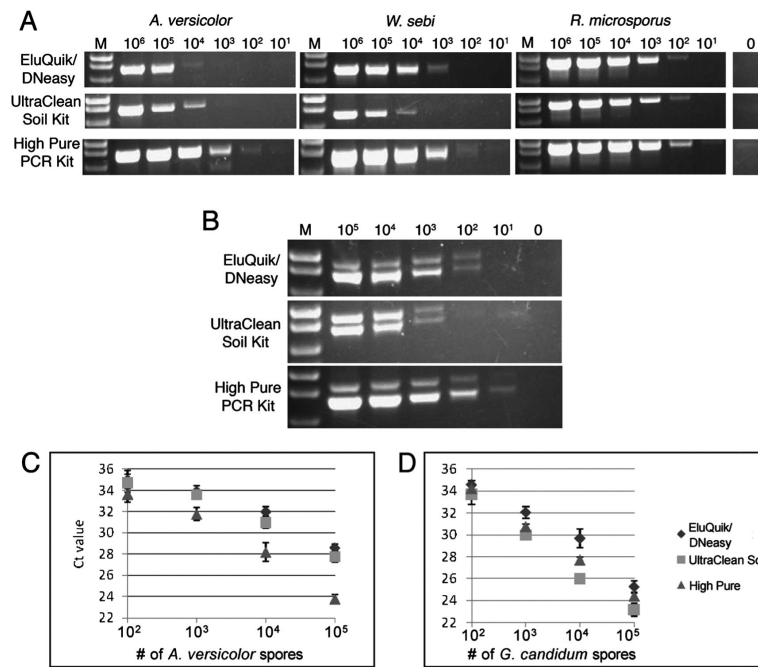 A
A. versicolor
W. sebi
R. microsporus
M 10⁶ 10⁵ 10⁴ 10³ 10² 10¹ M 10⁶ 10⁵ 10⁴ 10³ 10² 10¹ M 10⁶ 10⁵ 10⁴ 10³ 10² 10¹ 0
EluQuik/
DNeasy
UltraClean
Soil Kit
High Pure
PCR Kit
B
M 10⁵ 10⁴ 10³ 10² 10¹ 0
EluQuik/
DNeasy
UltraClean
Soil Kit
High Pure
PCR Kit
C
Ct value
36
34
32
30
28
26
24
22
10² 10³ 10⁴ 10⁵
# of A. versicolor spores
D
36
34
32
30
28
26
24
22
10² 10³ 10⁴ 10⁵
# of G. candidum spores
EluQuik/
DNeasy
UltraClean So
High Pure